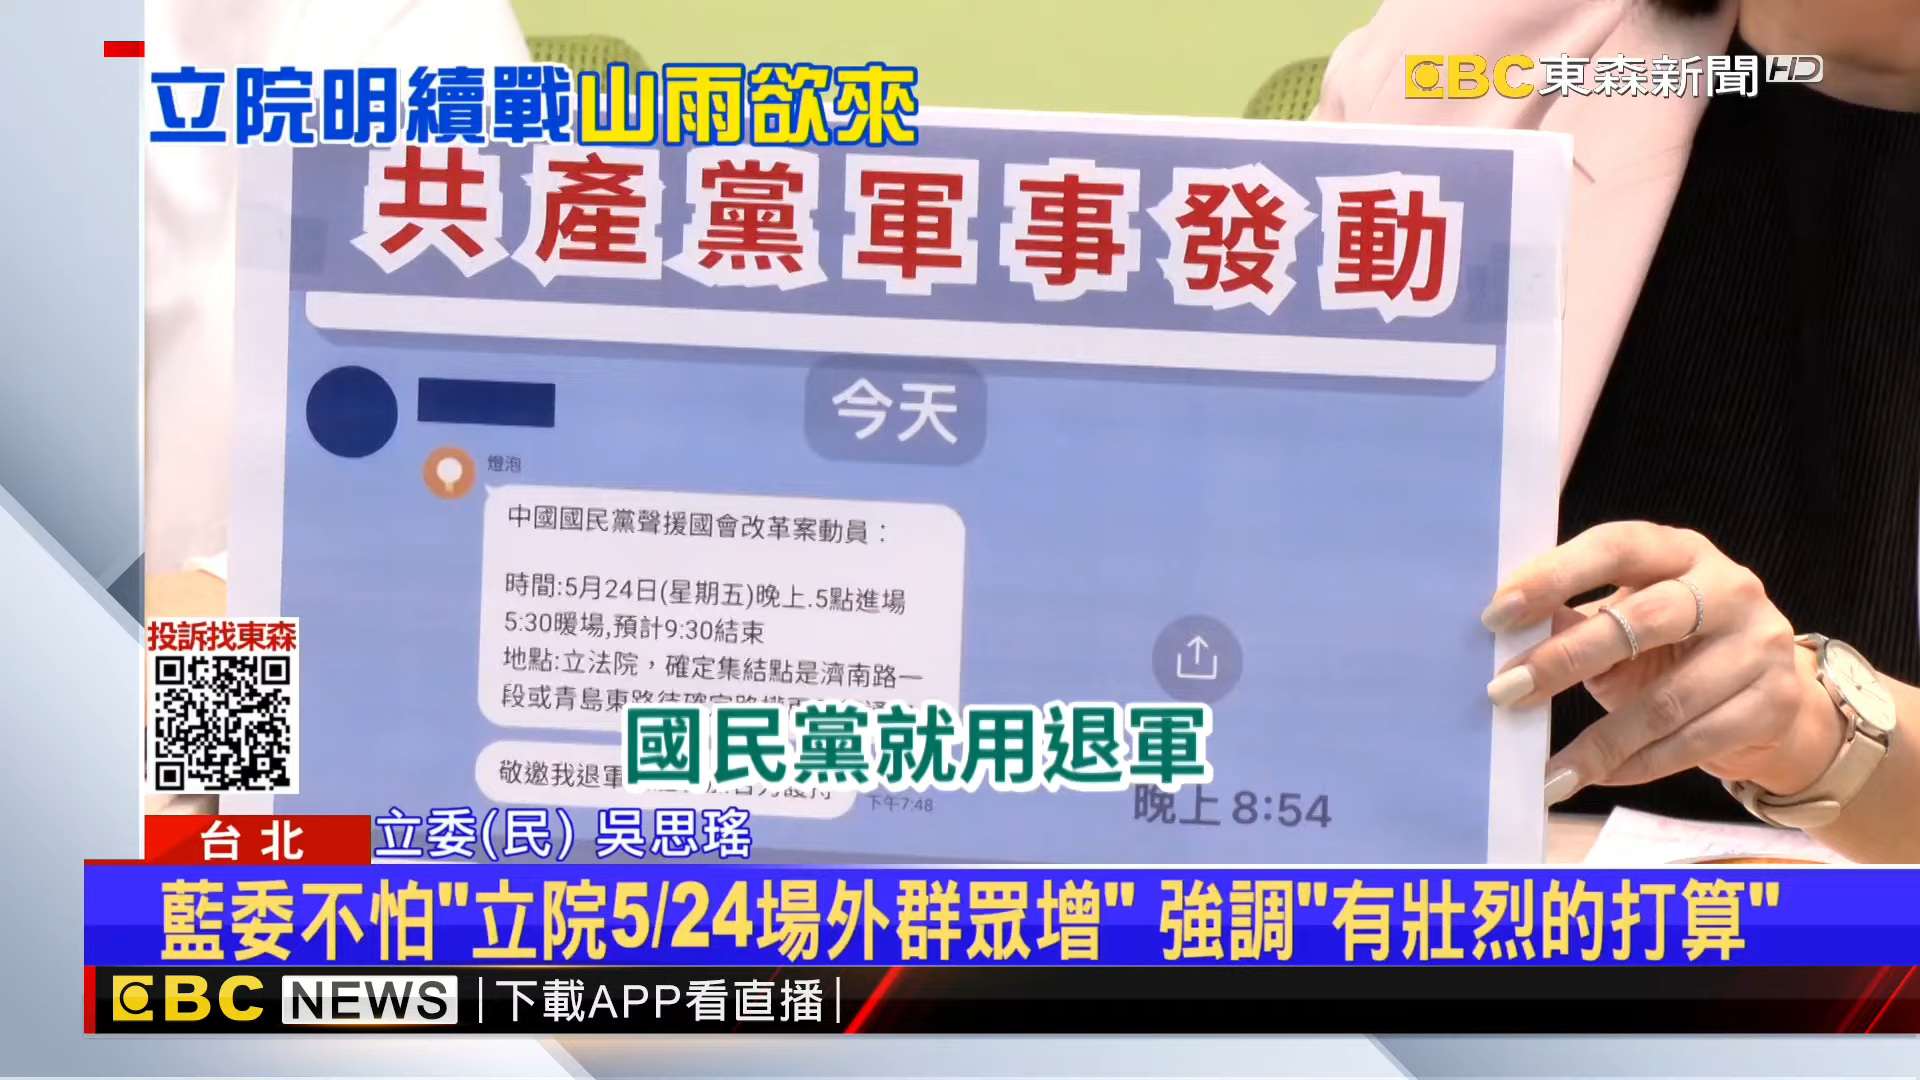 立院明續戰山雨欲來
EBC東森新聞HD
共產黨軍事發動
今天
燈泡
中國國民黨聲援國會改革案動員：
時間:5月24日(星期五)晚上.5點進場
5:30暖場,預計9:30結束
地點:立法院，確定集結點是濟南路一
段或青島東路待確定路權
敬邀我退軍
下午7:48
國民黨就用退軍
晚上8:54
投訴找東森
台北
立委(民) 吳思瑤
藍委不怕"立院5/24場外群眾增" 強調"有壯烈的打算"
EBC NEWS |下載APP看直播|